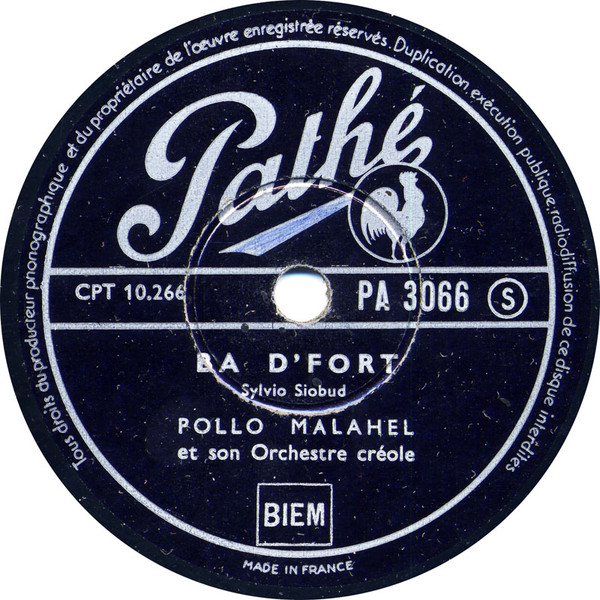 Tous droits du producteur phonographique et du propriétaire de l'œuvre enregistrée réservés. Duplication, exécution publique, radiodiffusion de ce disque interdites
Pathé
CPT 10.266
PA 3066 S
BA D'FORT
Sylvio Siobud
POLLO MALAHEL
et son Orchestre créole
BIEM
MADE IN FRANCE